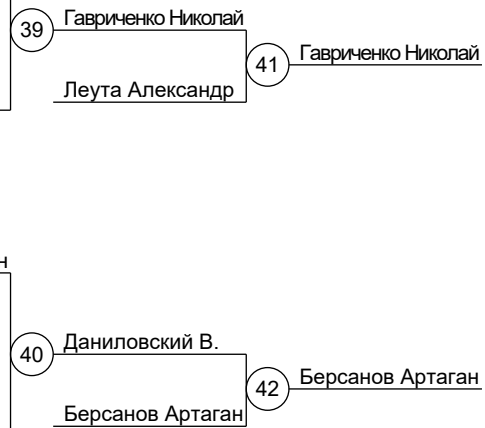 39
Гавриченко Николай
41
Гавриченко Николай
Леута Александр
н
40
Даниловский В.
42
Берсанов Артаган
Берсанов Артаган